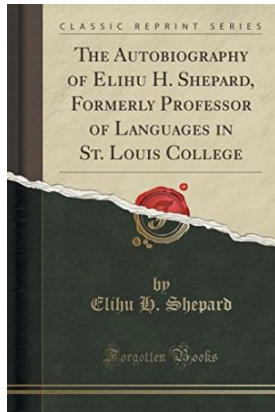 CLASSIC REPRINT SERIES
THE AUTOBIOGRAPHY
OF ELIHU H. SHEPARD,
FORMERLY PROFESSOR
OF LANGUAGES IN
ST. LOUIS COLLEGE
by
Elihu H. Shepard
Forgotten Books